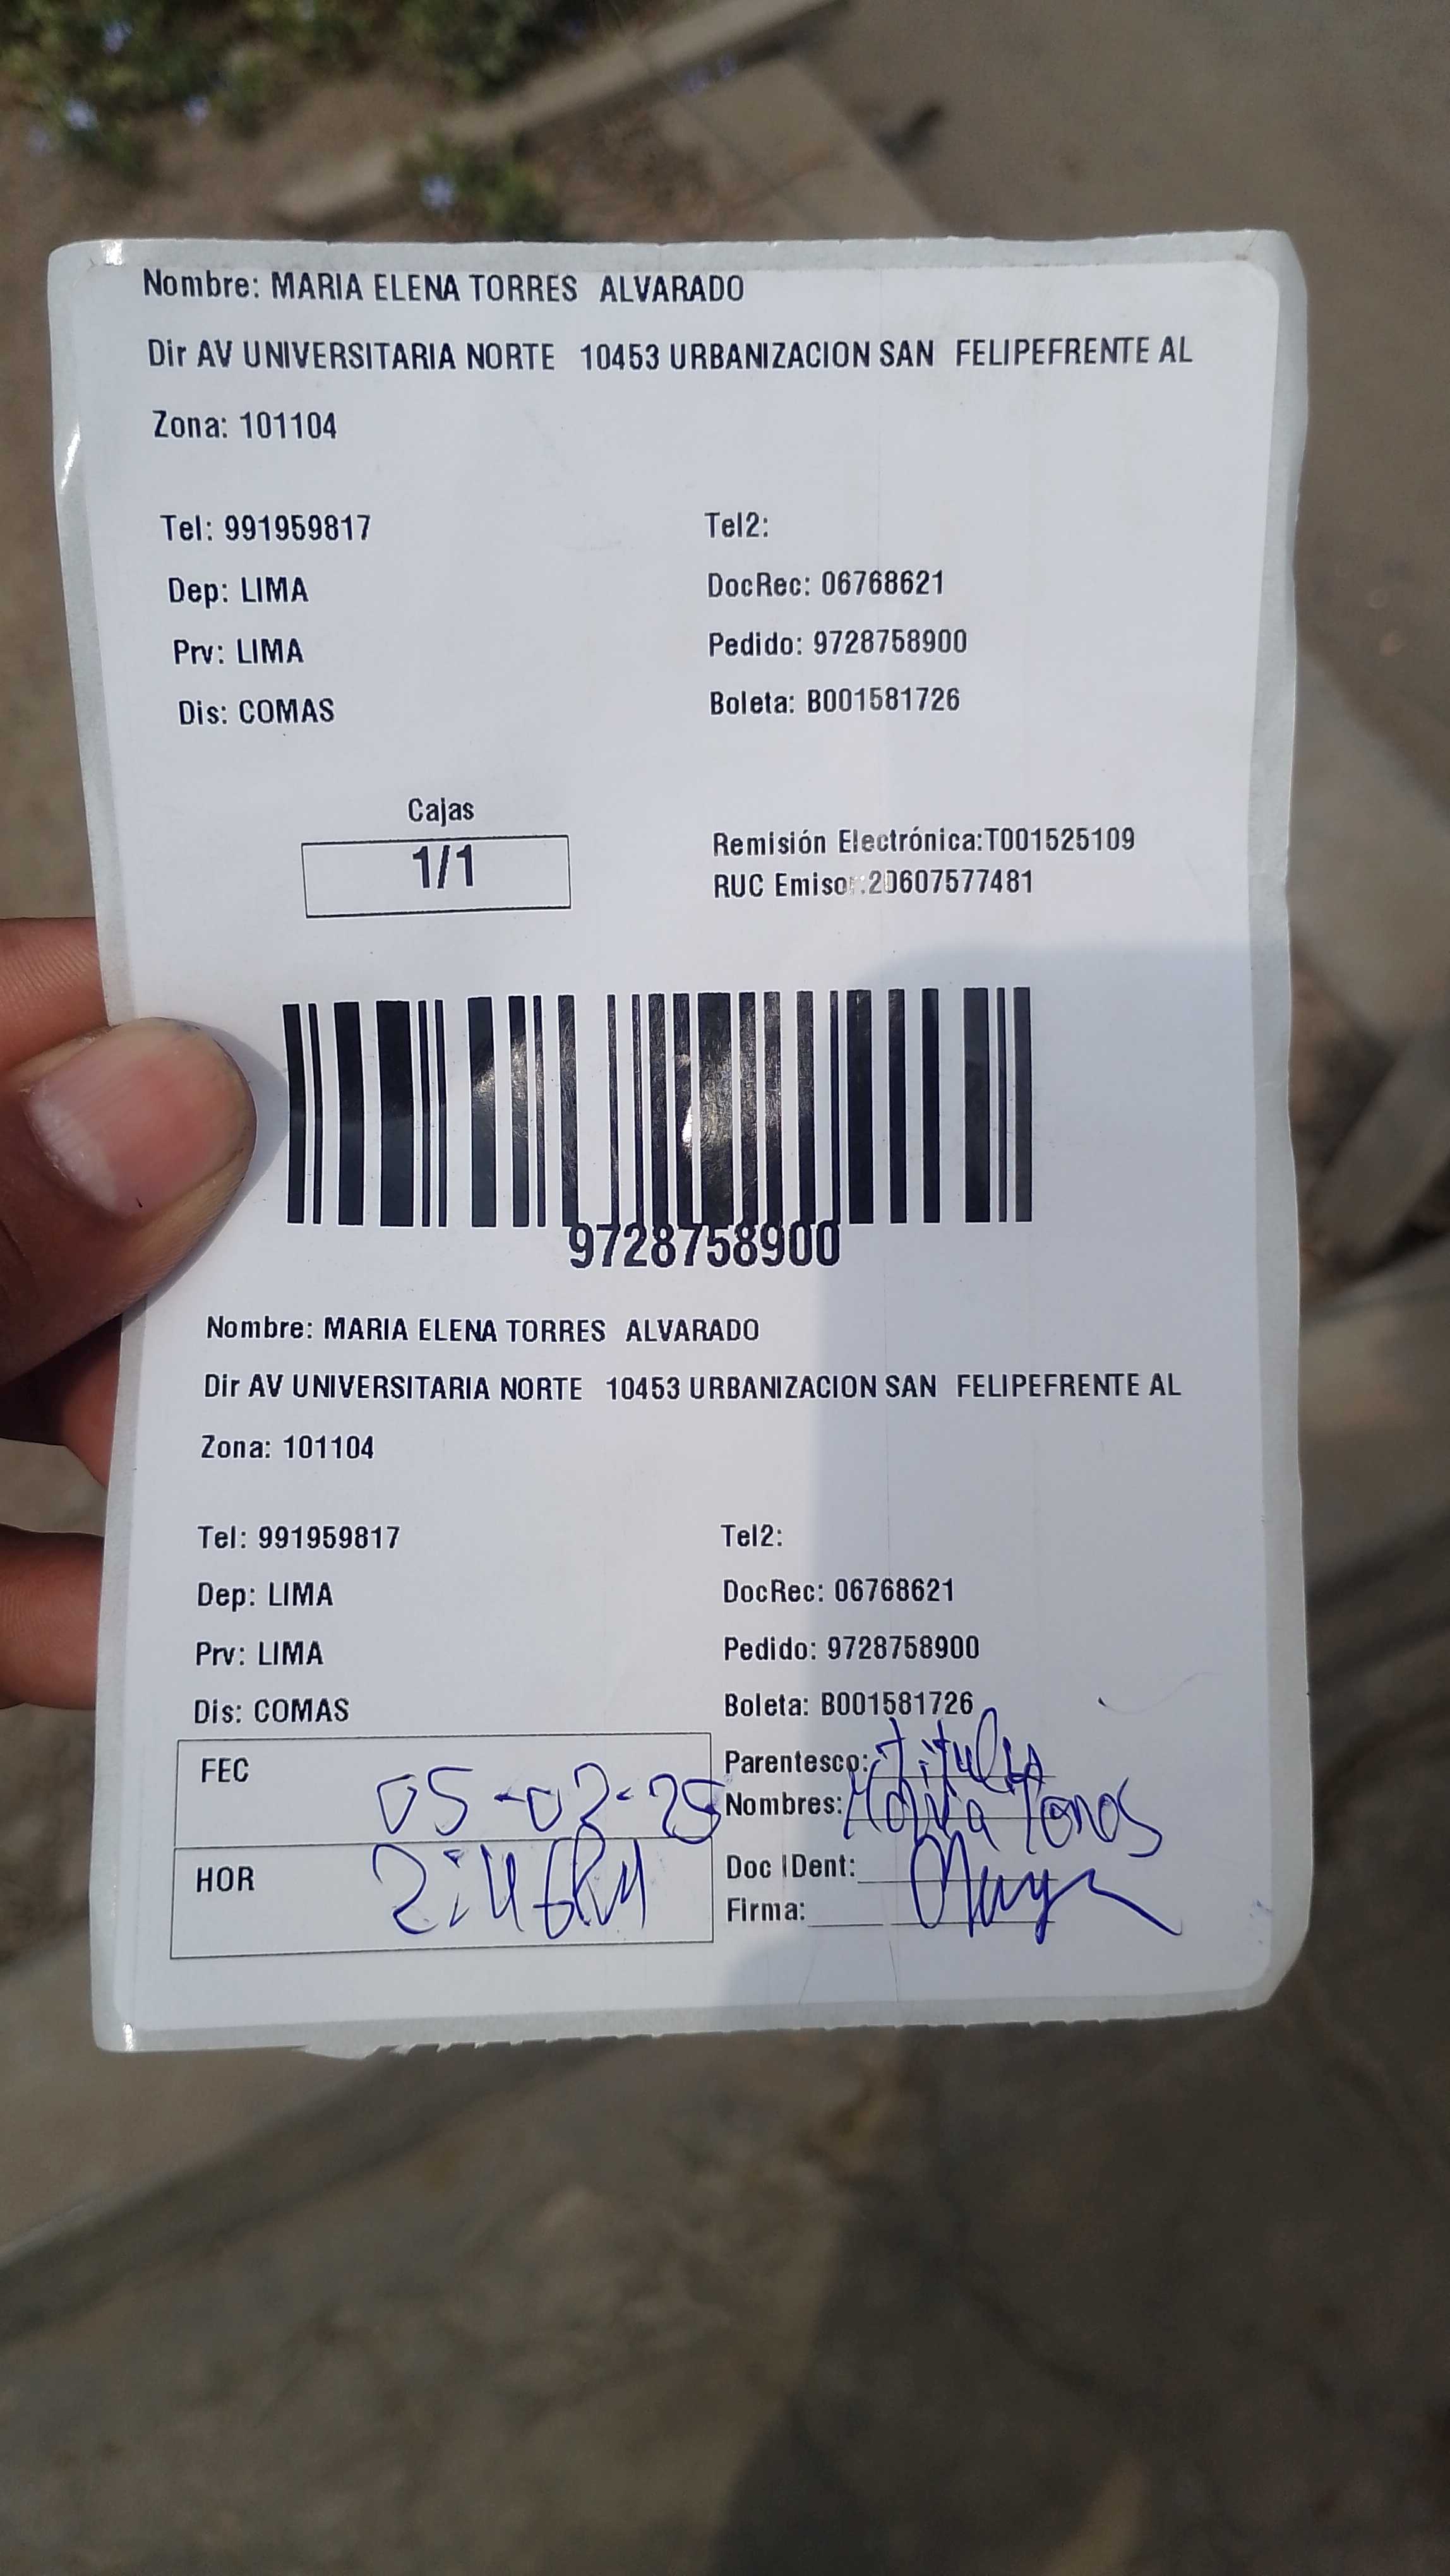 Nombre: MARIA ELENA TORRES ALVARADO
Dir AV UNIVERSITARIA NORTE 10453 URBANIZACION SAN FELIPEFRENTE AL
Zona: 101104
Tel: 991959817 Tel2:
Dep: LIMA DocRec: 06768621
Prv: LIMA Pedido: 9728758900
Dis: COMAS Boleta: B001581726
Cajas
1/1
Remisión Electrónica:T001525109
RUC Emisor:20607577481
9728758900
Nombre: MARIA ELENA TORRES ALVARADO
Dir AV UNIVERSITARIA NORTE 10453 URBANIZACION SAN FELIPEFRENTE AL
Zona: 101104
Tel: 991959817 Tel2:
Dep: LIMA DocRec: 06768621
Prv: LIMA Pedido: 9728758900
Dis: COMAS Boleta: B001581726
FEC 05-02-25
HOR
Parentesco:
Nombres:
Doc IDent:
Firma: